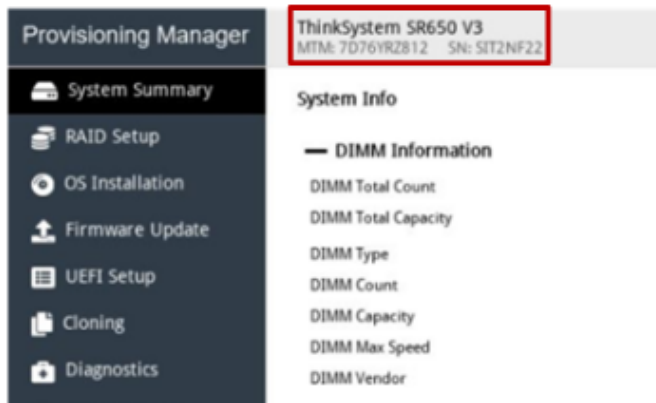 Provisioning Manager
System Summary
RAID Setup
OS Installation
Firmware Update
UEFI Setup
Cloning
Diagnostics
ThinkSystem SR650 V3
MTM: 7D76YRZ812 SN: SIT2NF22
System Info
DIMM Information
DIMM Total Count
DIMM Total Capacity
DIMM Type
DIMM Count
DIMM Capacity
DIMM Max Speed
DIMM Vendor